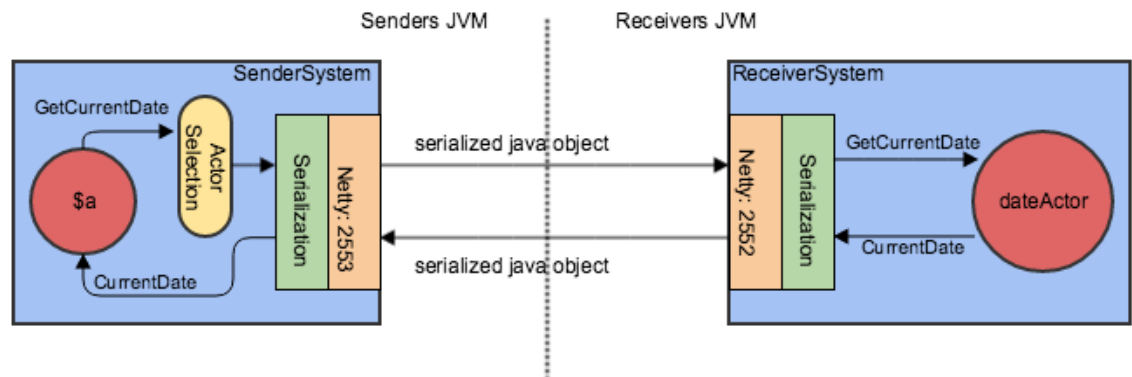 Senders JVM
Receivers JVM
SenderSystem
ReceiverSystem
GetCurrentDate
Actor
Selection
$a
CurrentDate
Serialization
Netty: 2553
serialized java object
serialized java object
Netty: 2552
Serialization
GetCurrentDate
dateActor
CurrentDate